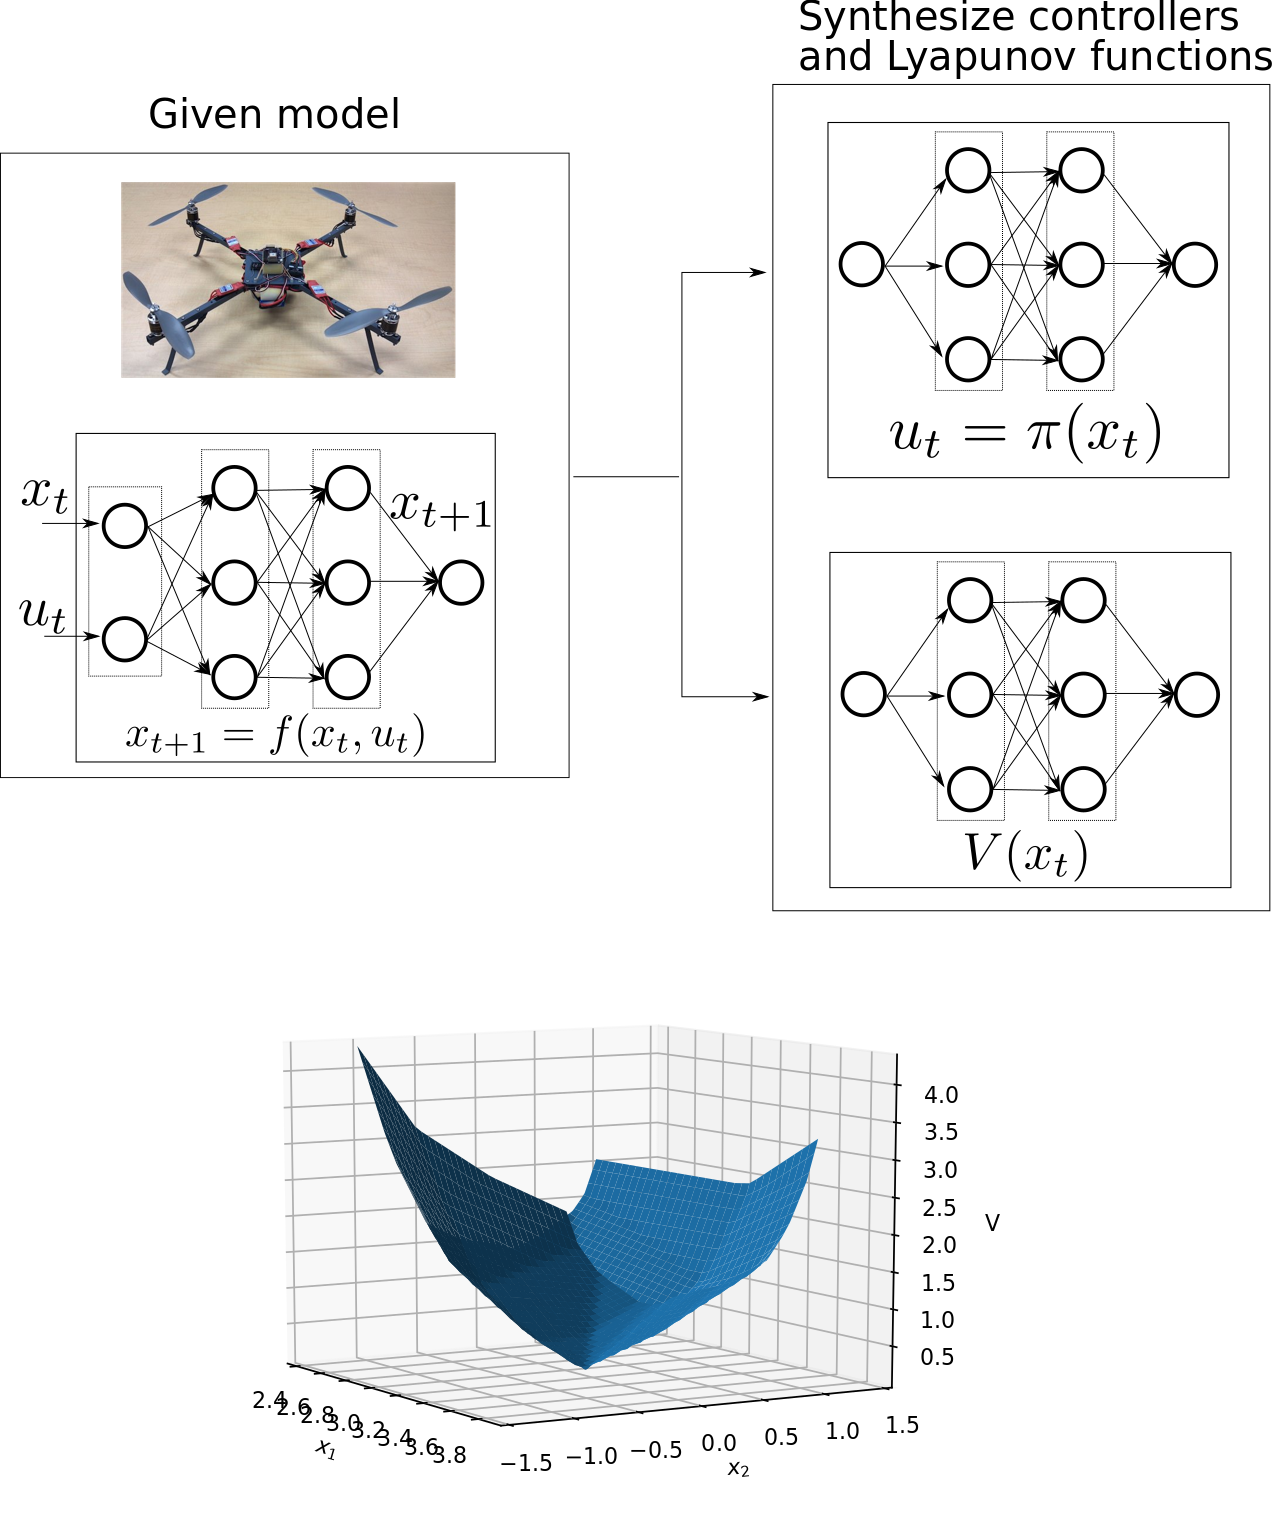 Synthesize controllers
and Lyapunov functions
Given model
x_t
u_t
x_{t+1}
x_{t+1} = f(x_t, u_t)
u_t = π(x_t)
V(x_t)
4.0
3.5
3.0
2.5
2.0
1.5
1.0
0.5
V
2.4 2.6 2.8 3.0 3.2 3.4 3.6 3.8
x_1
−1.5 −1.0 −0.5 0.0 0.5 1.0 1.5
x_2